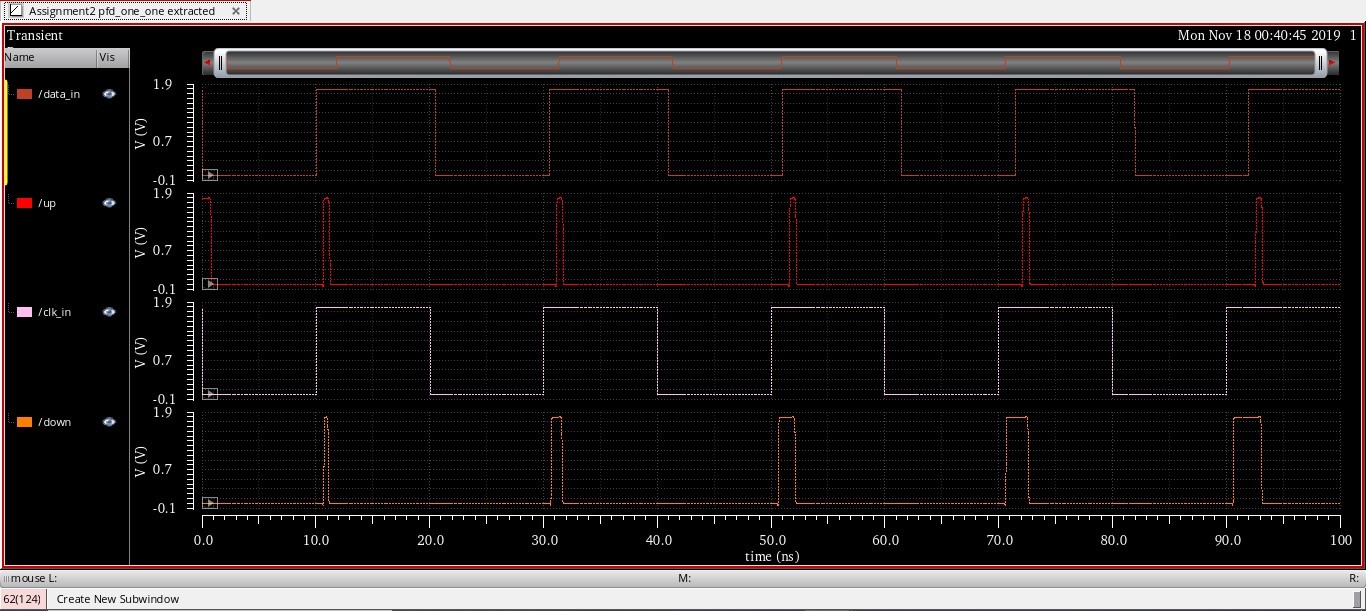 Assignment2 pfd_one_one extracted
Transient
Mon Nov 18 00:40:45 2019 1
Name Vis
/data_in
1.9
V (V)
0.7
-0.1
/up
1.9
V (V)
0.7
-0.1
/clk_in
1.9
V (V)
0.7
-0.1
/down
1.9
V (V)
0.7
-0.1
0.0 10.0 20.0 30.0 40.0 50.0 60.0 70.0 80.0 90.0 100
time (ns)
mouse L: M: R:
62(124) Create New Subwindow